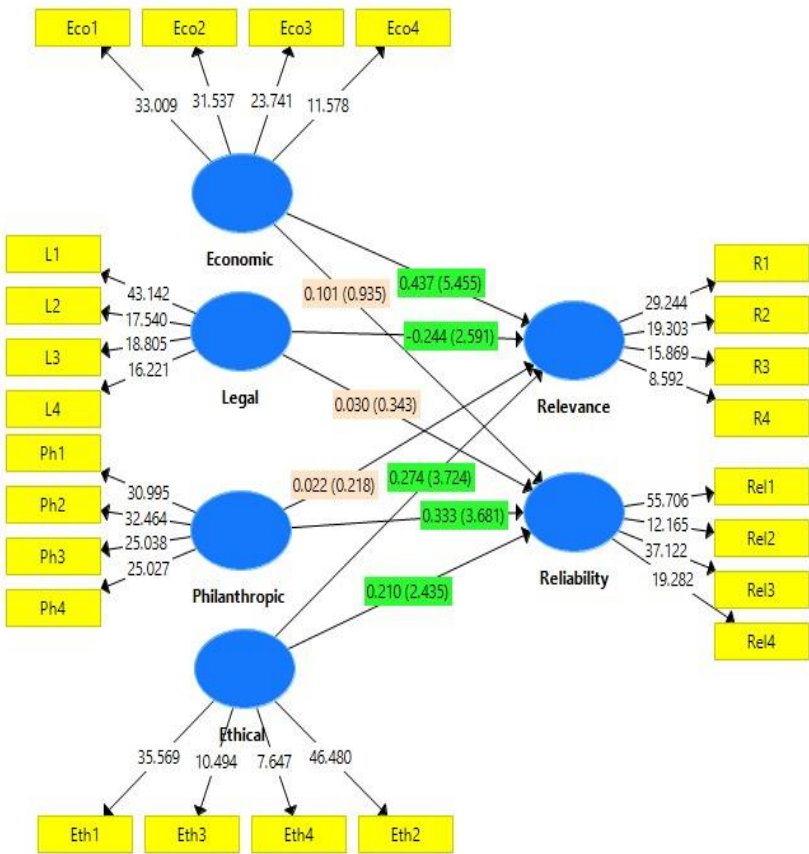 Eco1
Eco2
Eco3
Eco4
33.009
31.537
23.741
11.578
Economic
L1
L2
L3
L4
43.142
17.540
18.805
16.221
Legal
Ph1
Ph2
Ph3
Ph4
30.995
32.464
25.038
25.027
Philanthropic
Ethical
35.569
10.494
7.647
46.480
Eth1
Eth3
Eth4
Eth2
0.437 (5.455)
0.101 (0.935)
-0.244 (2.591)
0.030 (0.343)
0.274 (3.724)
0.022 (0.218)
0.333 (3.681)
0.210 (2.435)
Relevance
29.244
19.303
15.869
8.592
R1
R2
R3
R4
Reliability
55.706
12.165
37.122
19.282
Rel1
Rel2
Rel3
Rel4